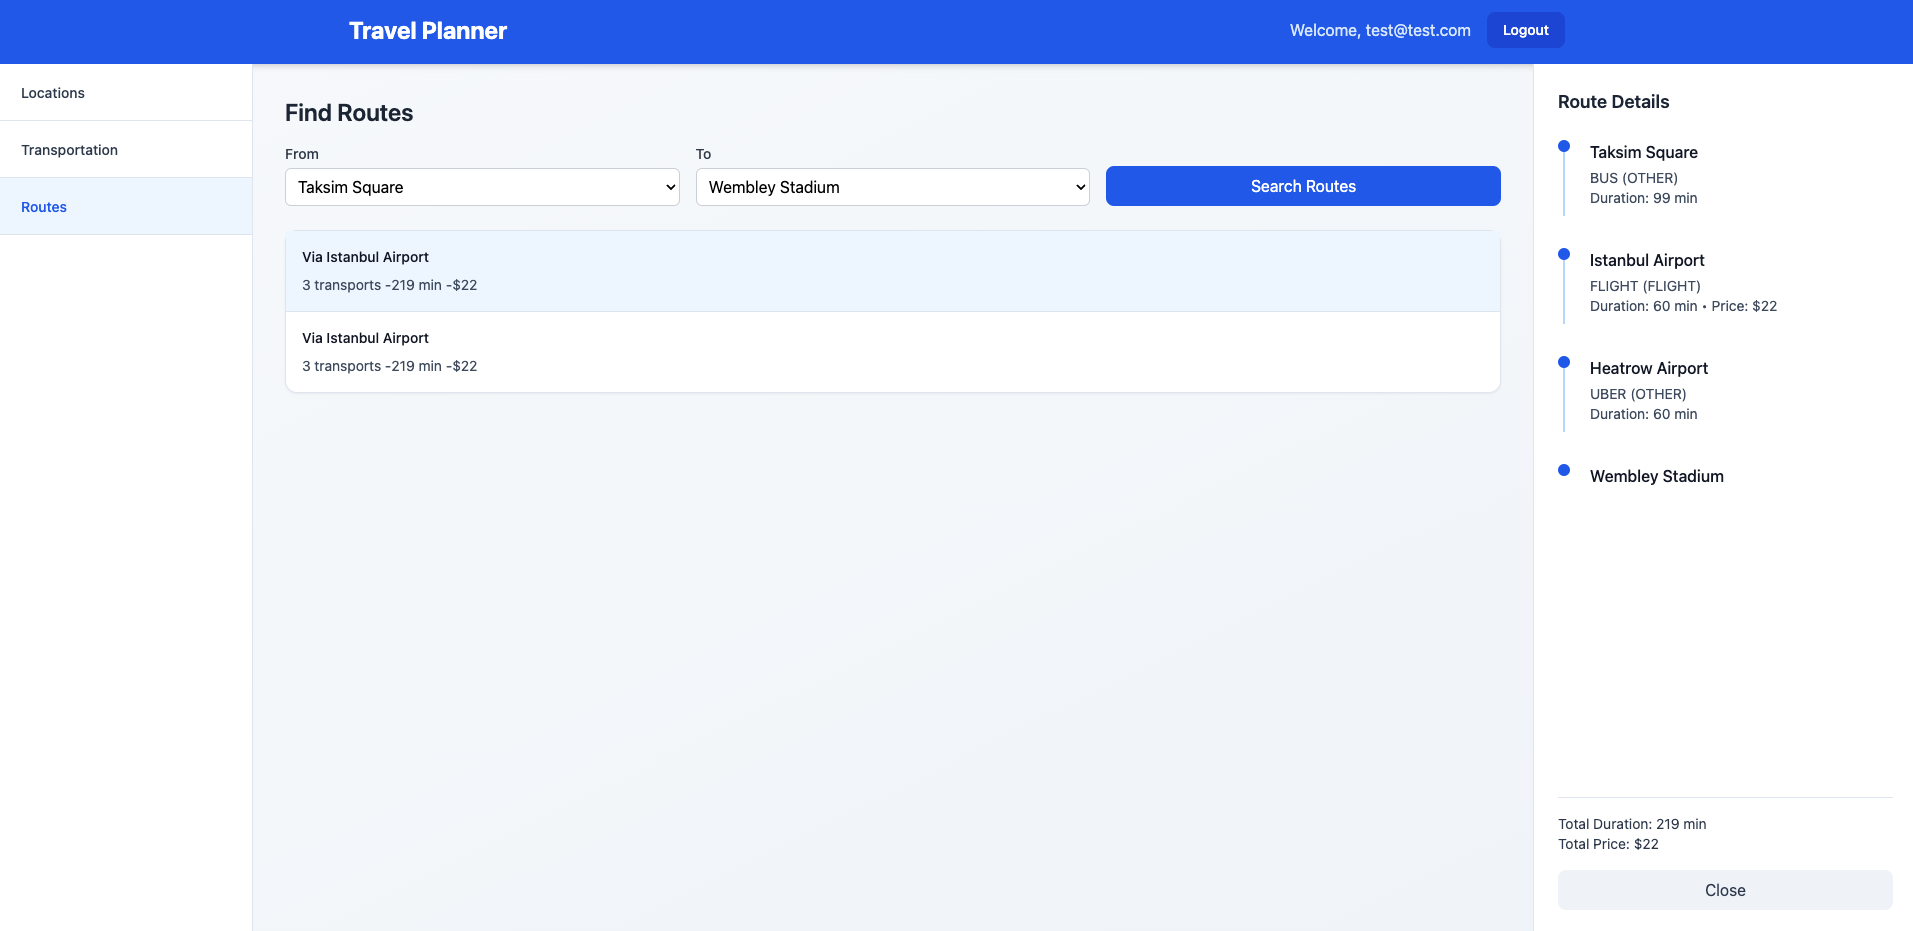 Travel Planner
Welcome, test@test.com
Logout
Locations
Transportation
Routes
Find Routes
From
Taksim Square
To
Wembley Stadium
Search Routes
Via Istanbul Airport
3 transports -219 min -$22
Via Istanbul Airport
3 transports -219 min -$22
Route Details
Taksim Square
BUS (OTHER)
Duration: 99 min
Istanbul Airport
FLIGHT (FLIGHT)
Duration: 60 min • Price: $22
Heatrow Airport
UBER (OTHER)
Duration: 60 min
Wembley Stadium
Total Duration: 219 min
Total Price: $22
Close